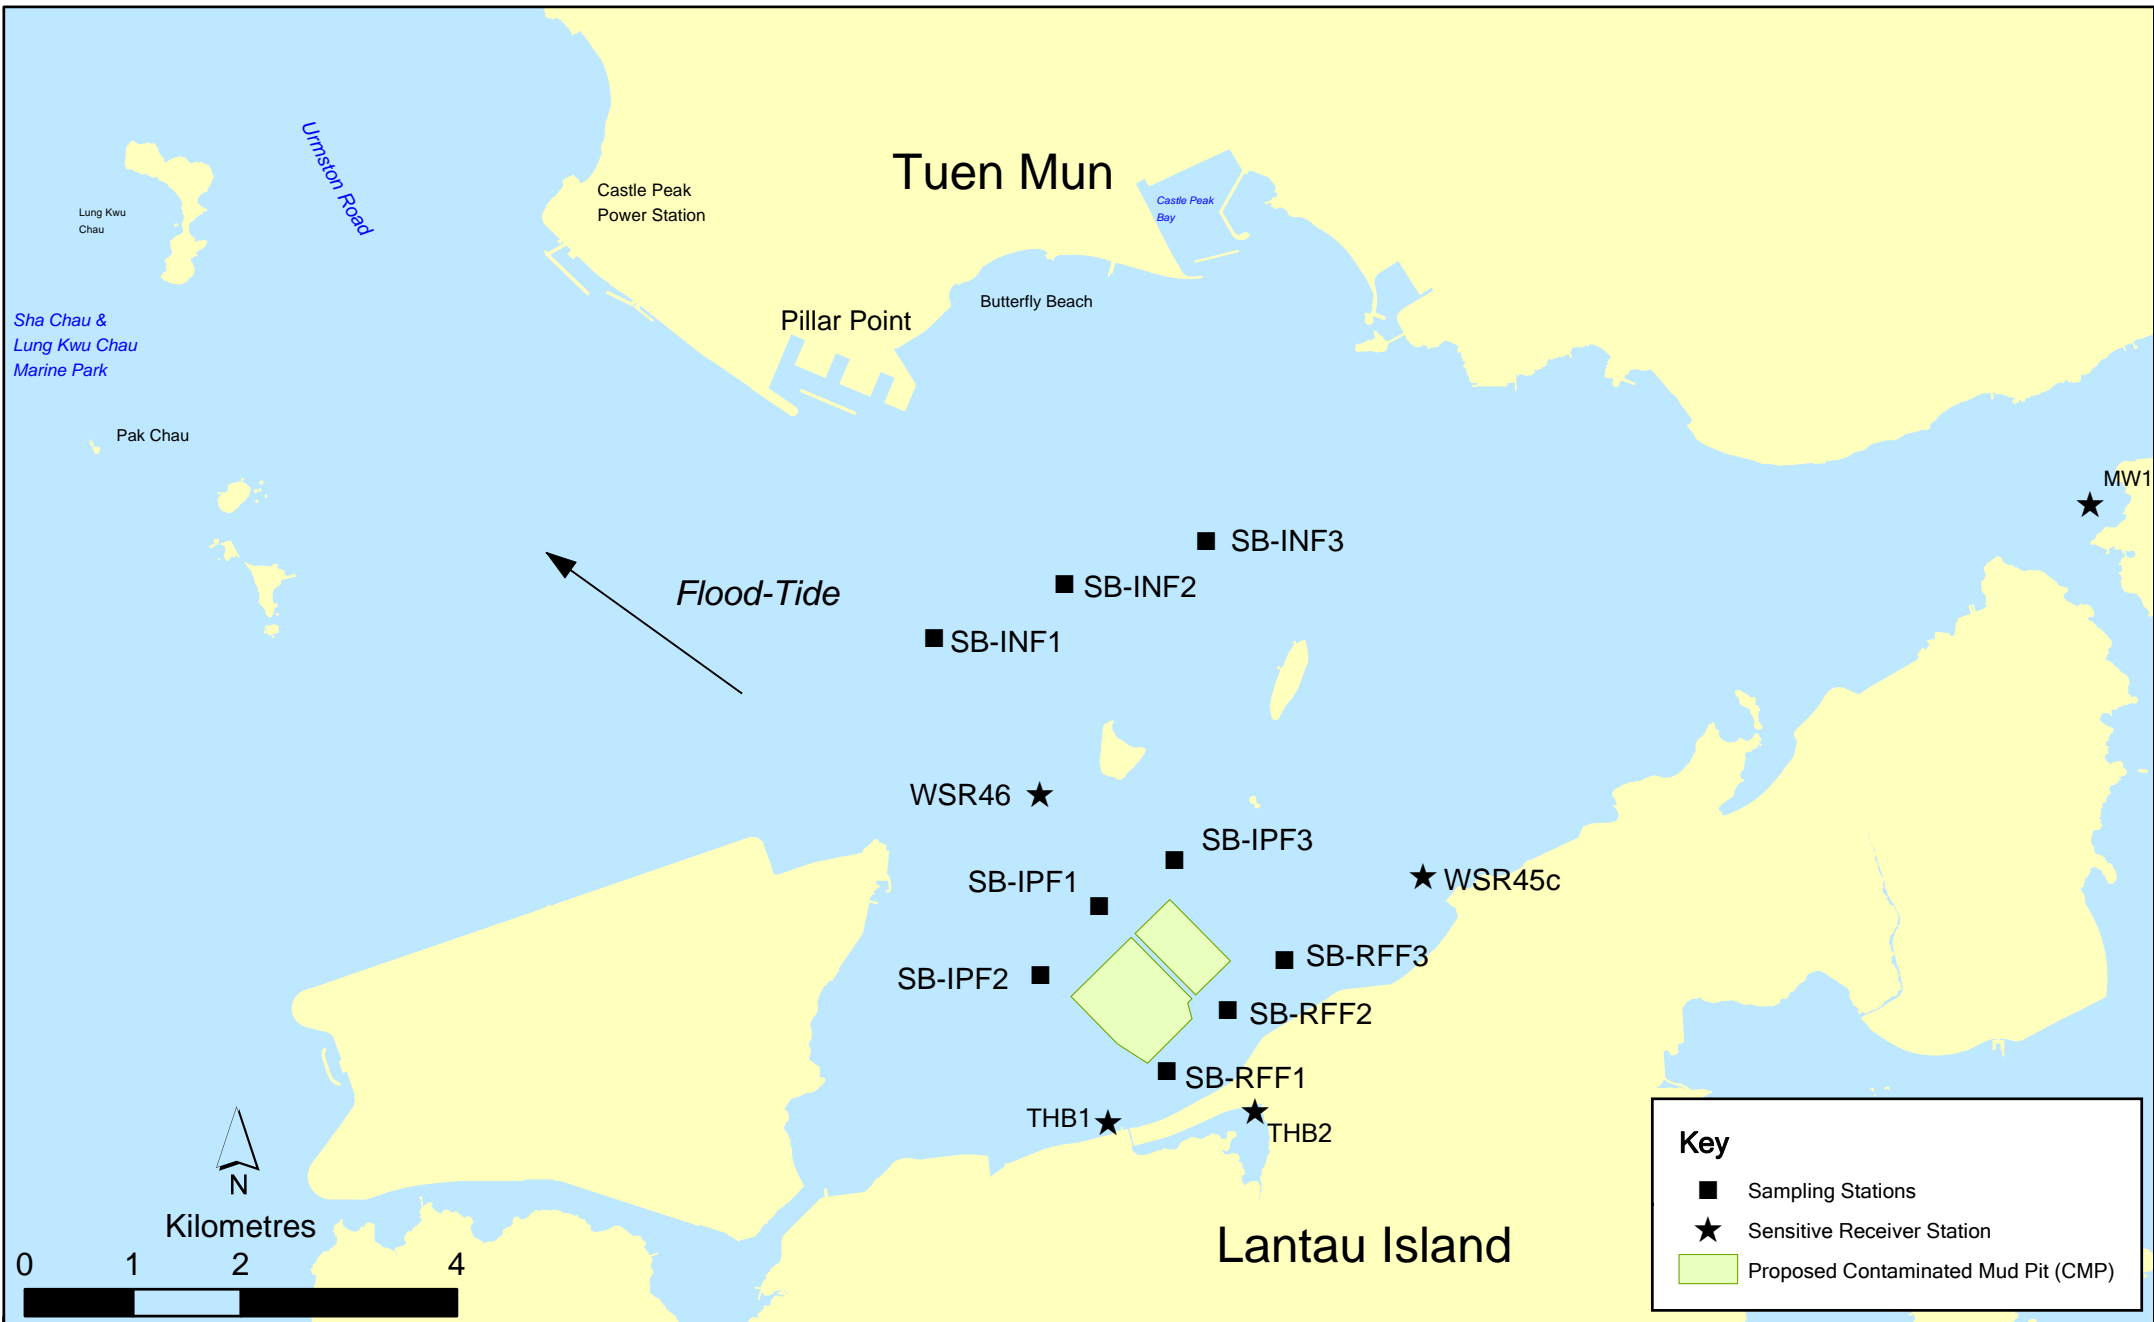 Urmston Road
Tuen Mun
Castle Peak
Power Station
Castle Peak
Bay
Lung Kwu
Chau
Butterfly Beach
Pillar Point
Sha Chau &
Lung Kwu Chau
Marine Park
Pak Chau
MW1
SB-INF3
SB-INF2
Flood-Tide
SB-INF1
WSR46
SB-IPF3
SB-IPF1
WSR45c
SB-RFF3
SB-IPF2
SB-RFF2
SB-RFF1
THB1
THB2
N
Kilometres
0 1 2 4
Lantau Island
Key
Sampling Stations
Sensitive Receiver Station
Proposed Contaminated Mud Pit (CMP)